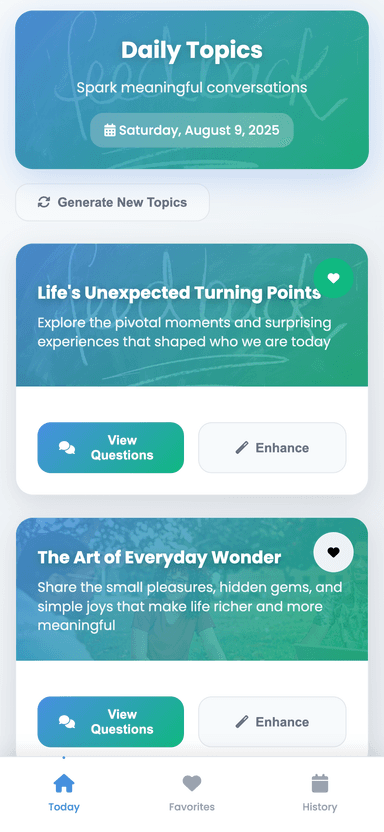 feedback
Daily Topics
Spark meaningful conversations
Saturday, August 9, 2025
Generate New Topics
feedback
Life's Unexpected Turning Points
Explore the pivotal moments and surprising
experiences that shaped who we are today
View
Questions
Enhance
The Art of Everyday Wonder
Share the small pleasures, hidden gems, and
simple joys that make life richer and more
meaningful
View
Questions
Enhance
Today
Favorites
History